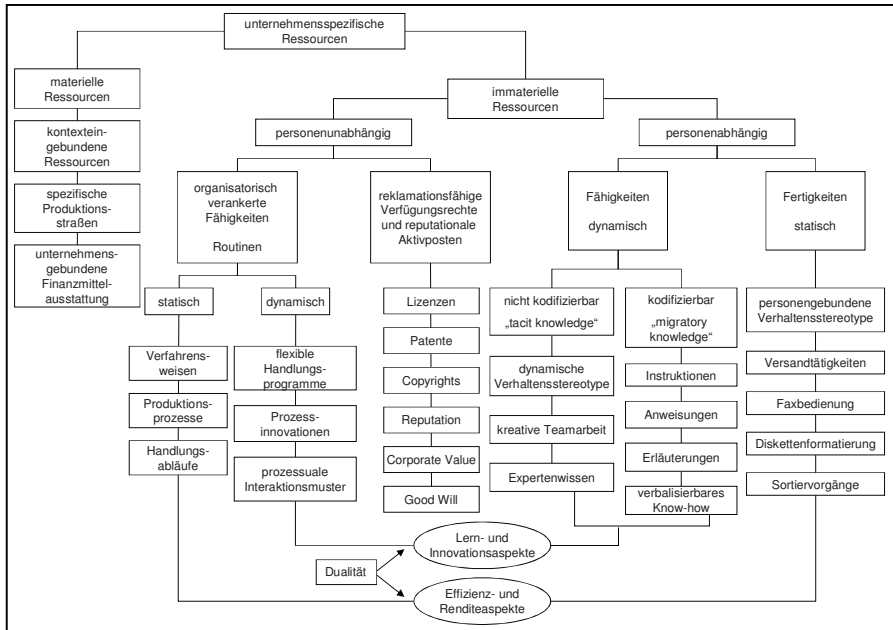 unternehmensspezifische
Ressourcen
materielle
Ressourcen
immaterielle
Ressourcen
kontextein-
gebundene
Ressourcen
personenunabhängig
personenabhängig
spezifische
Produktions-
straßen
unternehmens-
gebundene
Finanzmittel-
ausstattung
organisatorisch
verankerte
Fähigkeiten
Routinen
reklamationsfähige
Verfügungsrechte
und reputationale
Aktivposten
Fähigkeiten
dynamisch
Fertigkeiten
statisch
statisch
Verfahrens-
weisen
Produktions-
prozesse
Handlungs-
abläufe
dynamisch
flexible
Handlungs-
programme
Prozess-
innovationen
prozessuale
Interaktionsmuster
Lizenzen
Patente
Copyrights
Reputation
Corporate Value
Good Will
nicht kodifizierbar
„tacit knowledge“
dynamische
Verhaltensstereotype
kreative Teamarbeit
Expertenwissen
kodifizierbar
„migratory
knowledge“
Instruktionen
Anweisungen
Erläuterungen
verbalisierbares
Know-how
personengebundene
Verhaltensstereotype
Versandtätigkeiten
Faxbedienung
Diskettenformatierung
Sortiervorgänge
Lern- und
Innovationsaspekte
Dualität
Effizienz- und
Renditeaspekte